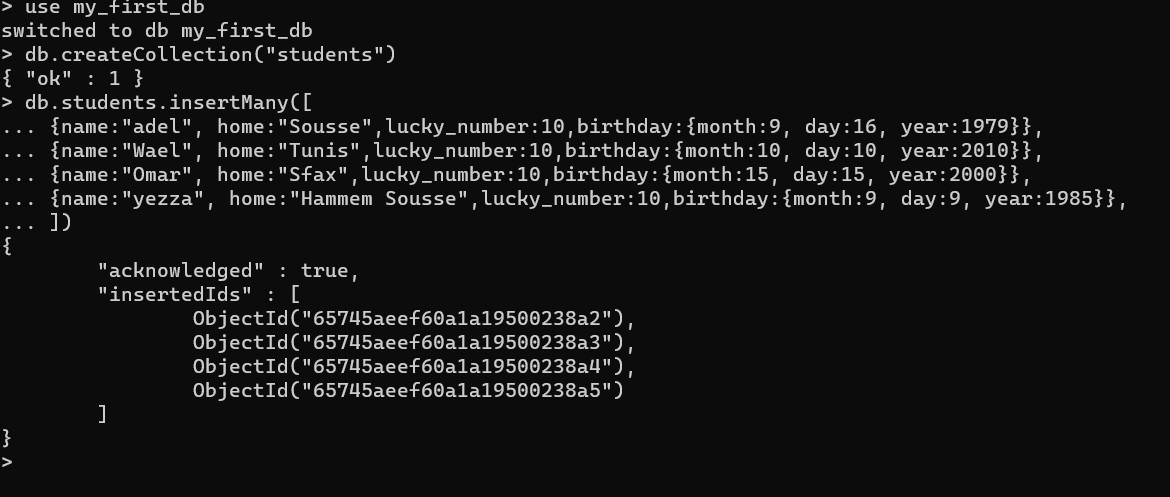 > use my_first_db
switched to db my_first_db
> db.createCollection("students")
{ "ok" : 1 }
> db.students.insertMany([
... {name:"adel", home:"Sousse",lucky_number:10,birthday:{month:9, day:16, year:1979}},
... {name:"Wael", home:"Tunis",lucky_number:10,birthday:{month:10, day:10, year:2010}},
... {name:"Omar", home:"Sfax",lucky_number:10,birthday:{month:15, day:15, year:2000}},
... {name:"yezza", home:"Hammem Sousse",lucky_number:10,birthday:{month:9, day:9, year:1985}},
... ])
{
        "acknowledged" : true,
        "insertedIds" : [
                ObjectId("65745aeef60a1a19500238a2"),
                ObjectId("65745aeef60a1a19500238a3"),
                ObjectId("65745aeef60a1a19500238a4"),
                ObjectId("65745aeef60a1a19500238a5")
        ]
}
>